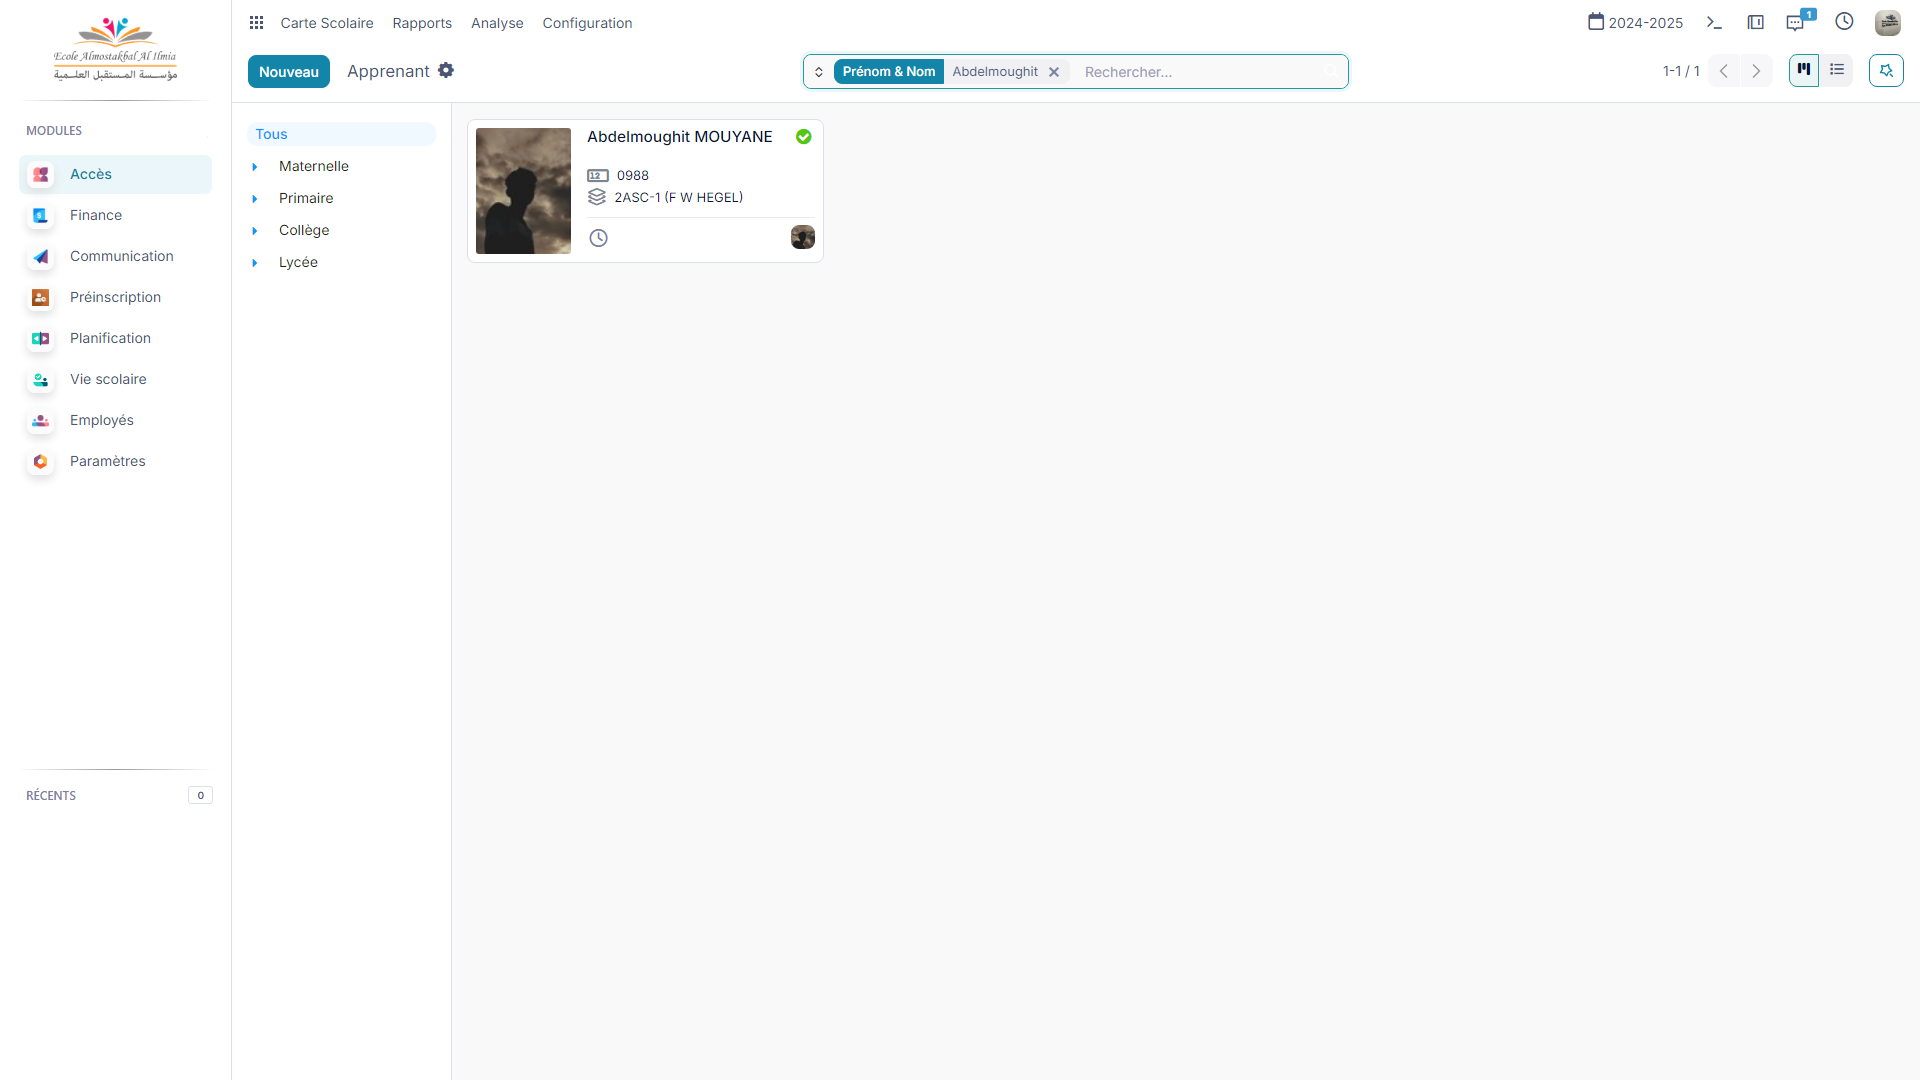 Ecole Almostakbal Al Ilmia
مؤسسة المستقبل العلمية
MODULES
Accès
Finance
Communication
Préinscription
Planification
Vie scolaire
Employés
Paramètres
RÉCENTS 0
Carte Scolaire Rapports Analyse Configuration
2024-2025 1
Nouveau Apprenant
Prénom & Nom Abdelmoughit Rechercher...
1-1 / 1
Tous
Maternelle
Primaire
Collège
Lycée
Abdelmoughit MOUYANE
12 0988
2ASC-1 (F W HEGEL)